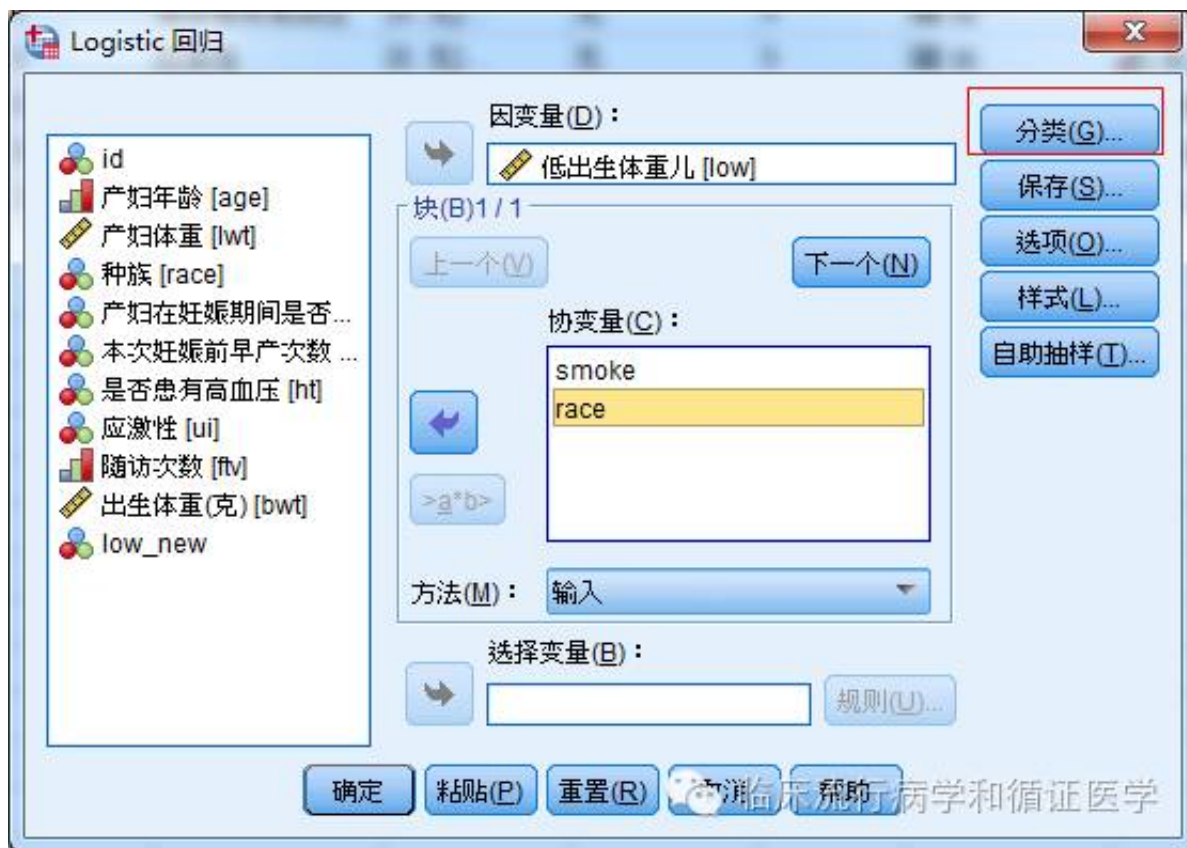 Logistic 回归
id
产妇年龄 [age]
产妇体重 [lwt]
种族 [race]
产妇在妊娠期间是否...
本次妊娠前早产次数 ...
是否患有高血压 [ht]
应激性 [ui]
随访次数 [ftv]
出生体重(克) [bwt]
low_new
因变量(D)：
低出生体重儿 [low]
块(B)1 / 1
上一个(V)
下一个(N)
协变量(C)：
smoke
race
>a*b>
方法(M)：
输入
选择变量(B)：
规则(U)...
分类(G)...
保存(S)...
选项(O)...
样式(L)...
自助抽样(T)...
确定
粘贴(P)
重置(R)
取消
帮助
临床流行病学和循证医学